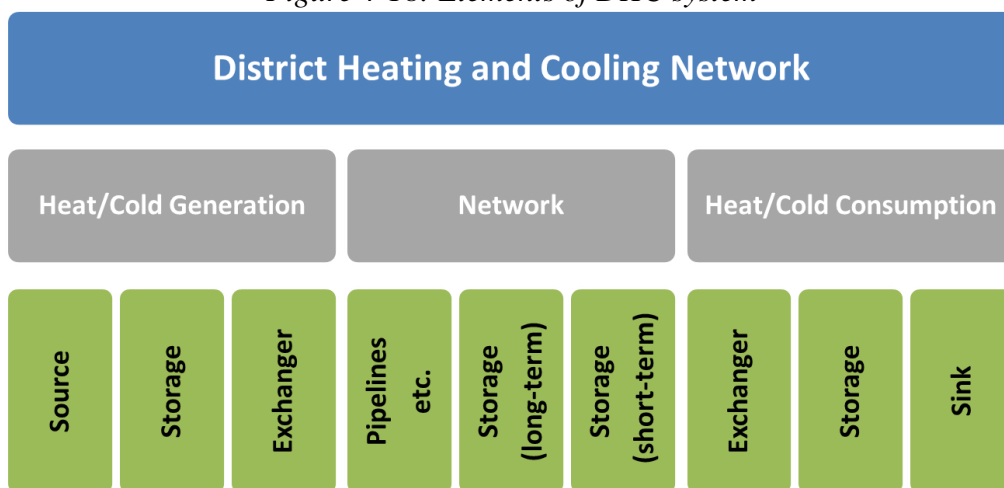 District Heating and Cooling Network
Heat/Cold Generation
Network
Heat/Cold Consumption
Source
Storage
Exchanger
Pipelines
etc.
Storage
(long-term)
Storage
(short-term)
Exchanger
Storage
Sink